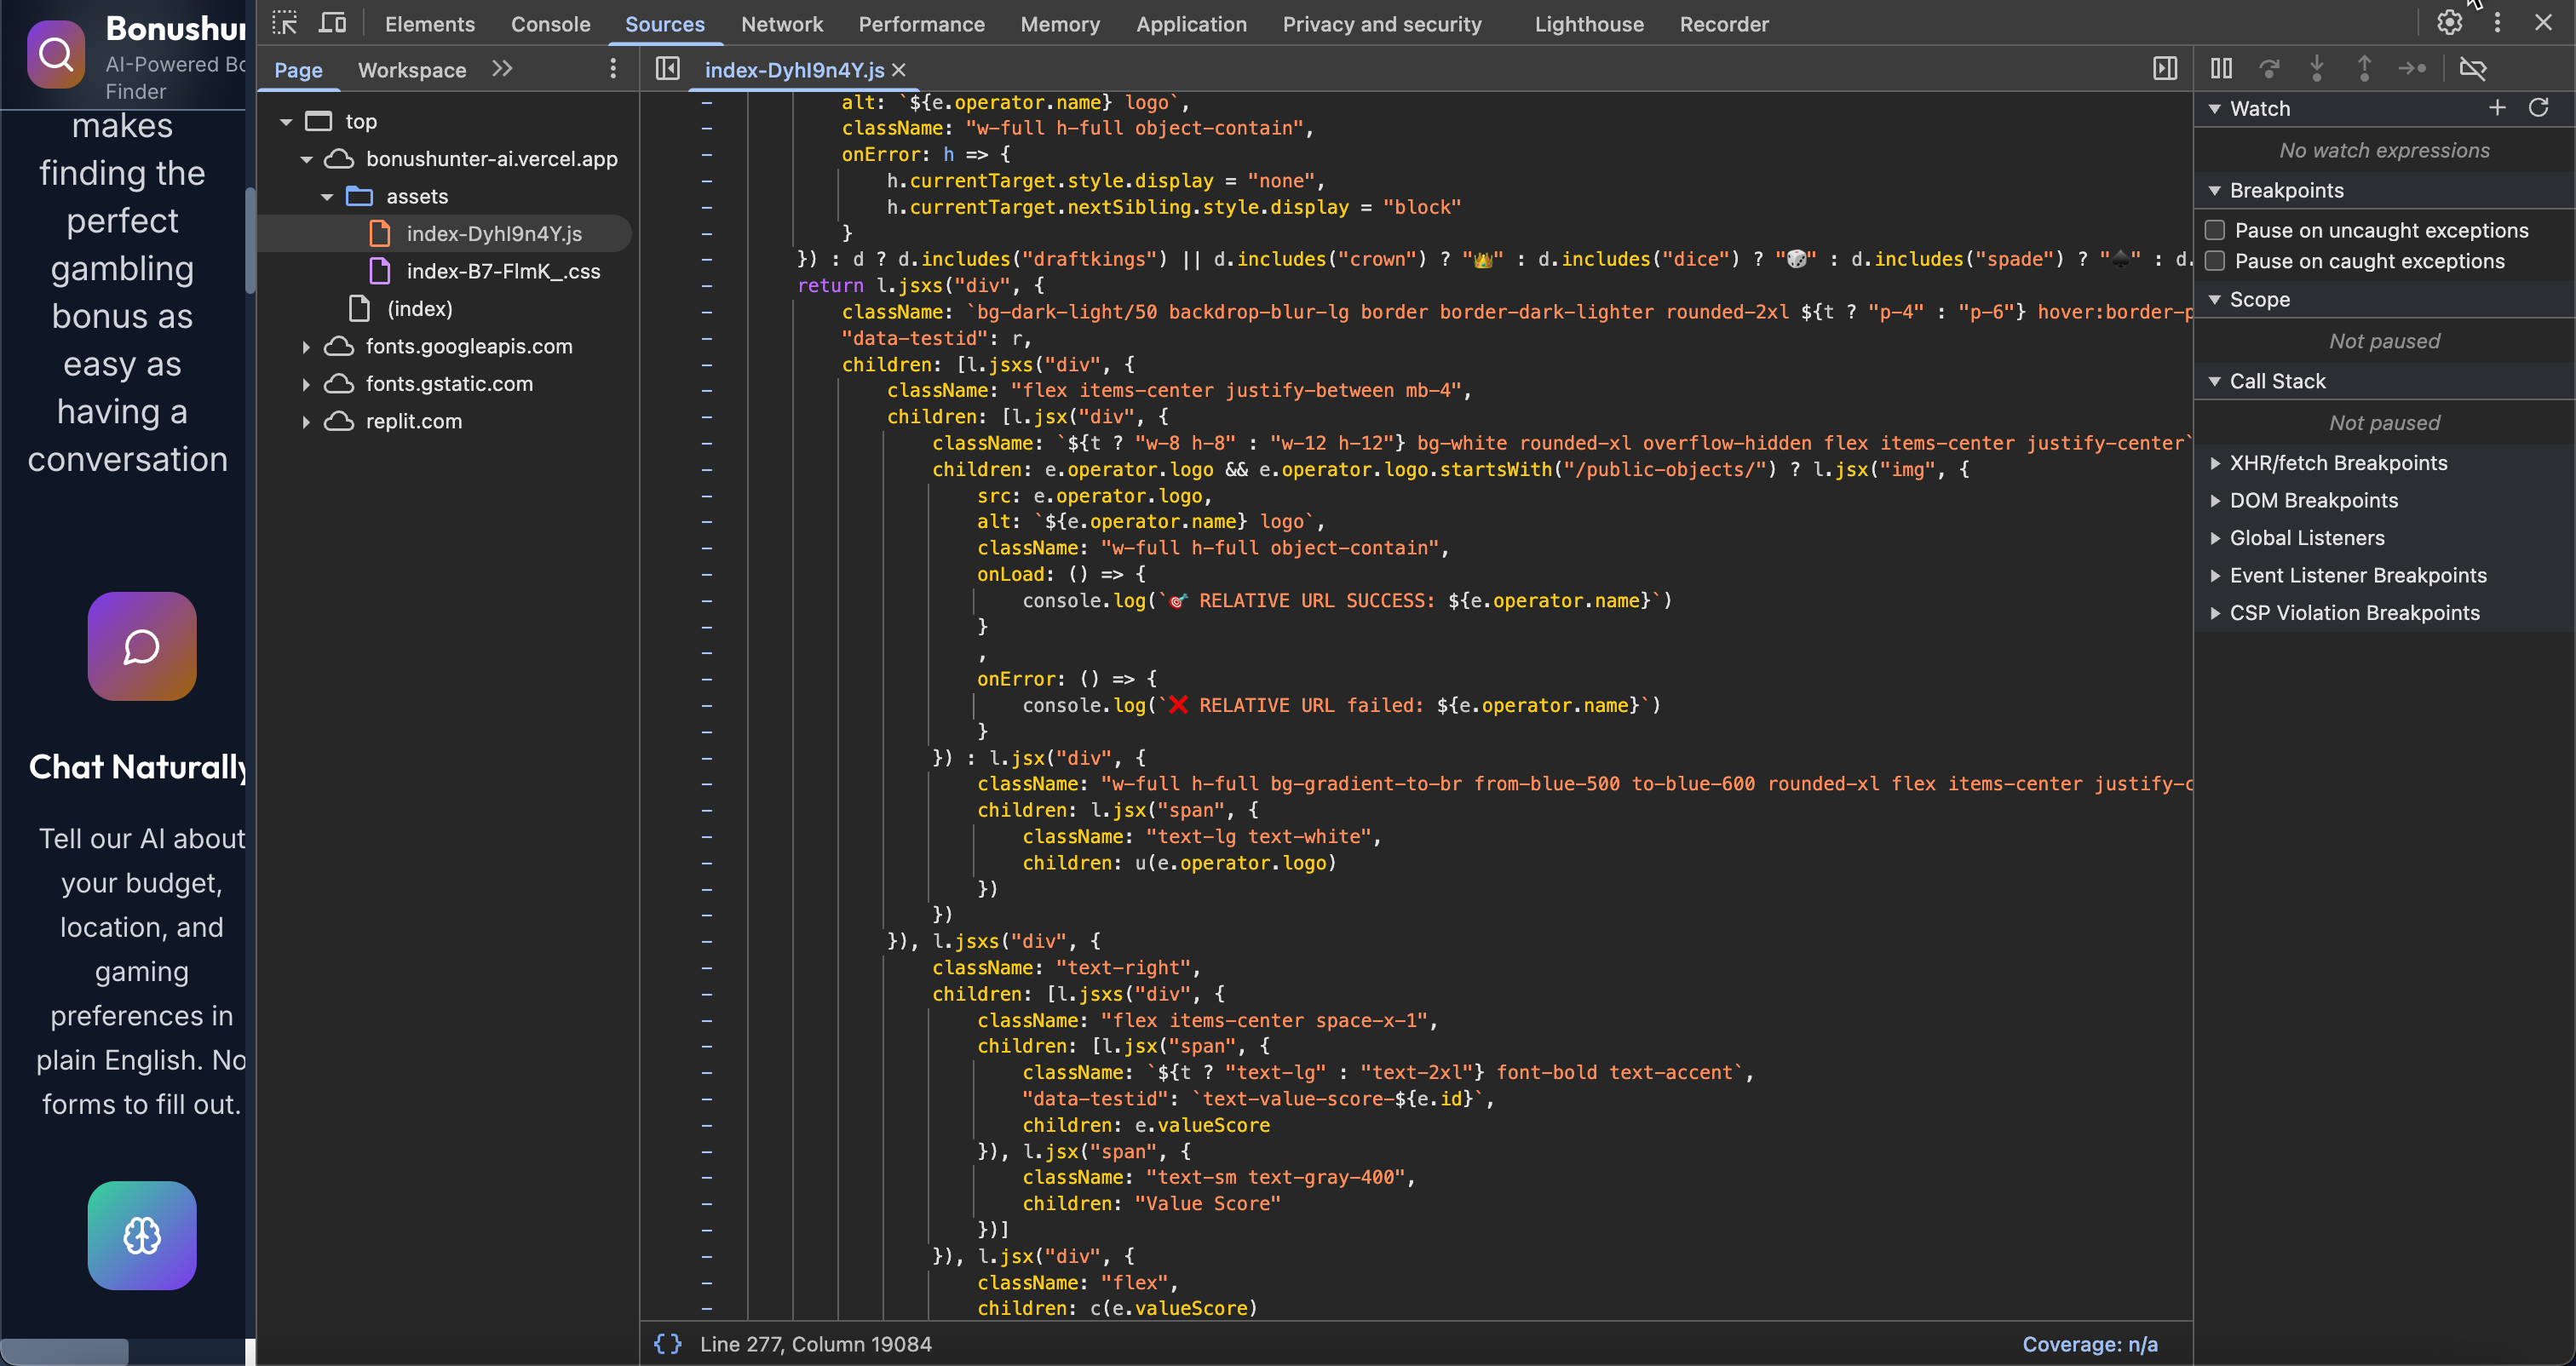 Bonushun
AI-Powered Bo
Finder
makes
finding the
perfect
gambling
bonus as
easy as
having a
conversation
Chat Naturally
Tell our AI about
your budget,
location, and
gaming
preferences in
plain English. No
forms to fill out.
Elements Console Sources Network Performance Memory Application Privacy and security Lighthouse Recorder
Page Workspace
top
bonushunter-ai.vercel.app
assets
index-DyhI9n4Y.js
index-B7-FlmK_.css
(index)
fonts.googleapis.com
fonts.gstatic.com
replit.com
index-DyhI9n4Y.js
alt: `${e.operator.name} logo`,
className: "w-full h-full object-contain",
onError: h => {
h.currentTarget.style.display = "none",
h.currentTarget.nextSibling.style.display = "block"
}
}) : d ? d.includes("draftkings") || d.includes("crown") ? "👑" : d.includes("dice") ? "🎲" : d.includes("spade") ? "♠️" : d.
return l.jsxs("div", {
className: `bg-dark-light/50 backdrop-blur-lg border border-dark-lighter rounded-2xl ${t ? "p-4" : "p-6"} hover:border-p
"data-testid": r,
children: [l.jsxs("div", {
className: "flex items-center justify-between mb-4",
children: [l.jsx("div", {
className: `${t ? "w-8 h-8" : "w-12 h-12"} bg-white rounded-xl overflow-hidden flex items-center justify-center`
children: e.operator.logo && e.operator.logo.startsWith("/public-objects/") ? l.jsx("img", {
src: e.operator.logo,
alt: `${e.operator.name} logo`,
className: "w-full h-full object-contain",
onLoad: () => {
console.log(`🎯 RELATIVE URL SUCCESS: ${e.operator.name}`)
}
,
onError: () => {
console.log(`❌ RELATIVE URL failed: ${e.operator.name}`)
}
}) : l.jsx("div", {
className: "w-full h-full bg-gradient-to-br from-blue-500 to-blue-600 rounded-xl flex items-center justify-c
children: l.jsx("span", {
className: "text-lg text-white",
children: u(e.operator.logo)
})
})
}), l.jsxs("div", {
className: "text-right",
children: [l.jsxs("div", {
className: "flex items-center space-x-1",
children: [l.jsx("span", {
className: `${t ? "text-lg" : "text-2xl"} font-bold text-accent`,
"data-testid": `text-value-score-${e.id}`,
children: e.valueScore
}), l.jsx("span", {
className: "text-sm text-gray-400",
children: "Value Score"
})]
}), l.jsx("div", {
className: "flex",
children: c(e.valueScore)
{} Line 277, Column 19084
Coverage: n/a
Watch
No watch expressions
Breakpoints
Pause on uncaught exceptions
Pause on caught exceptions
Scope
Not paused
Call Stack
Not paused
XHR/fetch Breakpoints
DOM Breakpoints
Global Listeners
Event Listener Breakpoints
CSP Violation Breakpoints